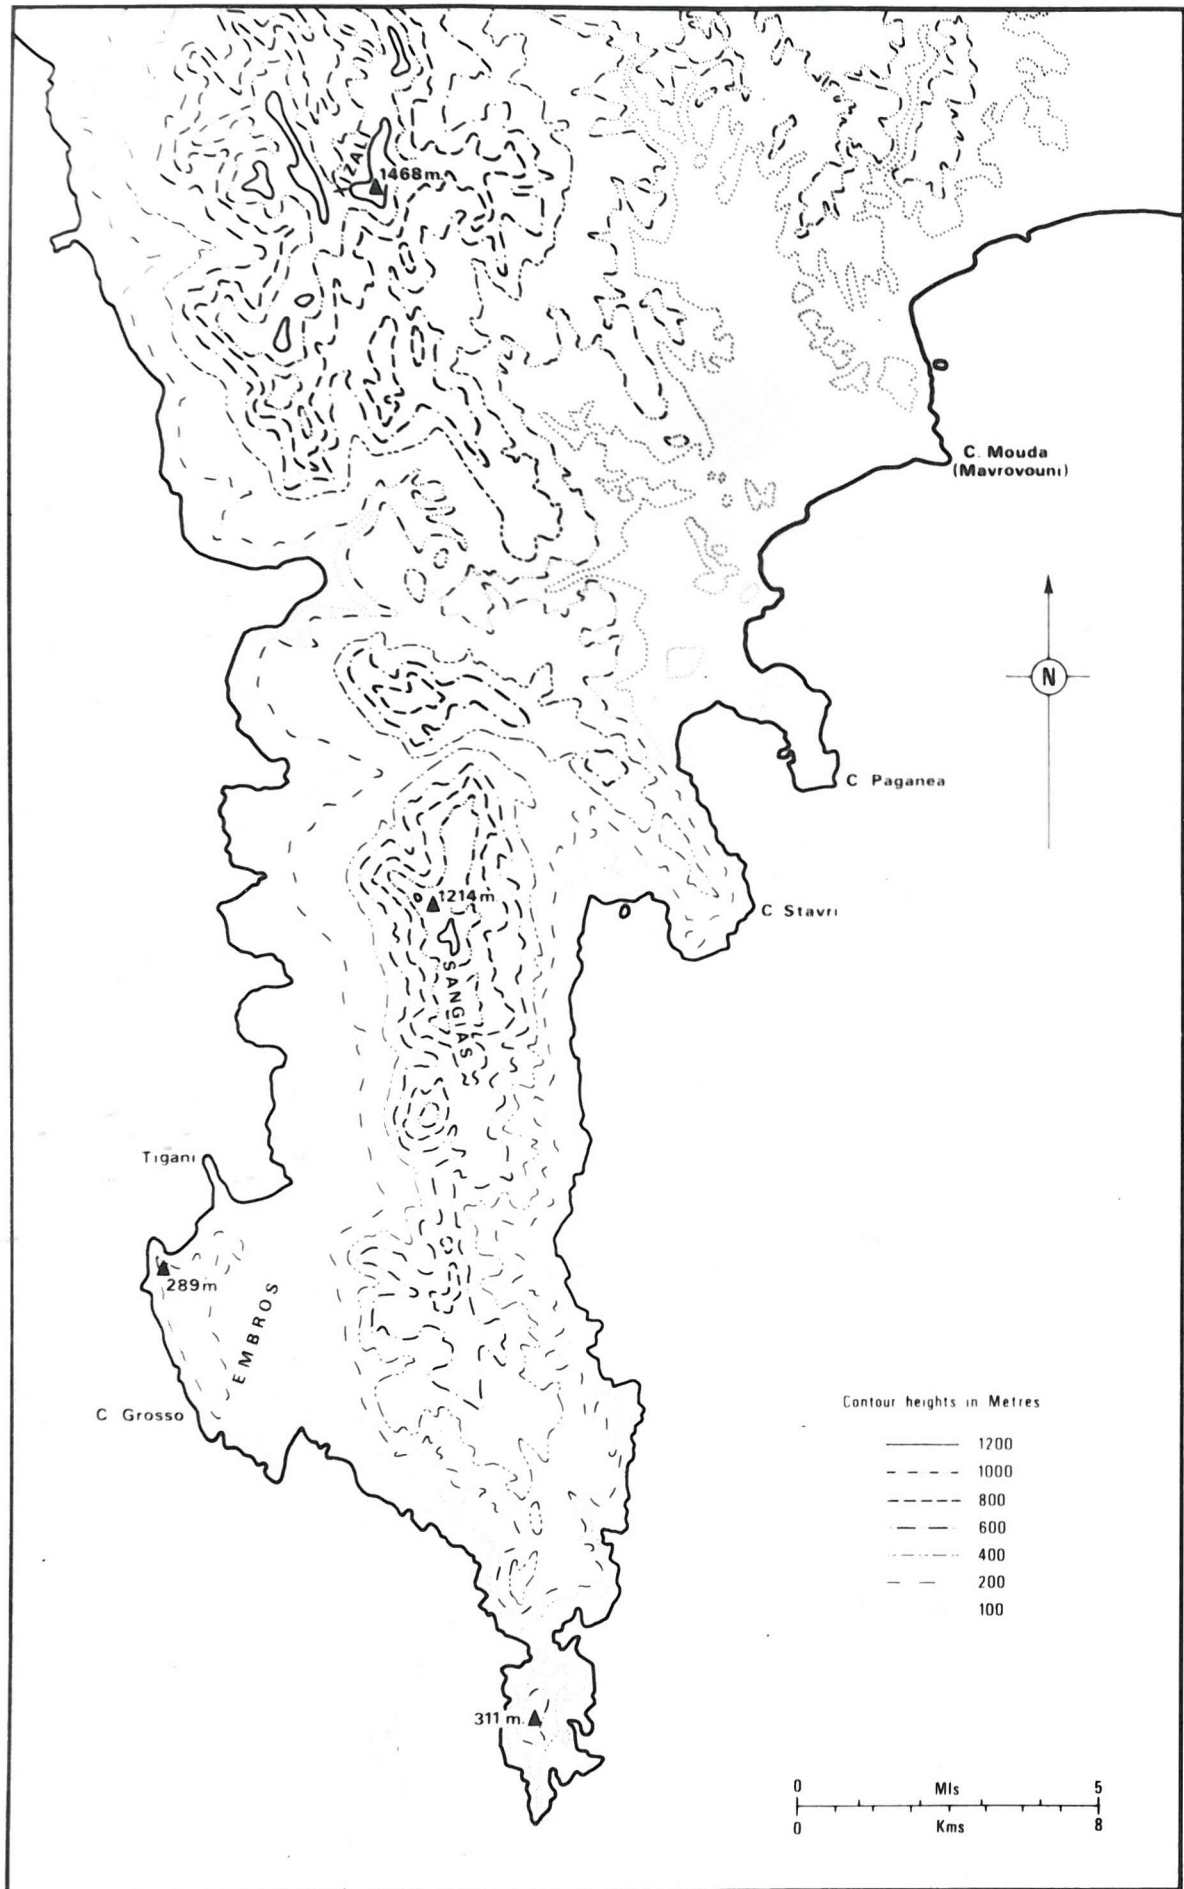 ZALI
1468m.
C. Mouda
(Mavrovouni)
N
C Paganea
1214m
C Stavri
SANGIAS
Tigani
289m
EMBROS
C Grosso
Contour heights in Metres
1200
1000
800
600
400
200
100
311 m.
0 Mls 5
0 Kms 8